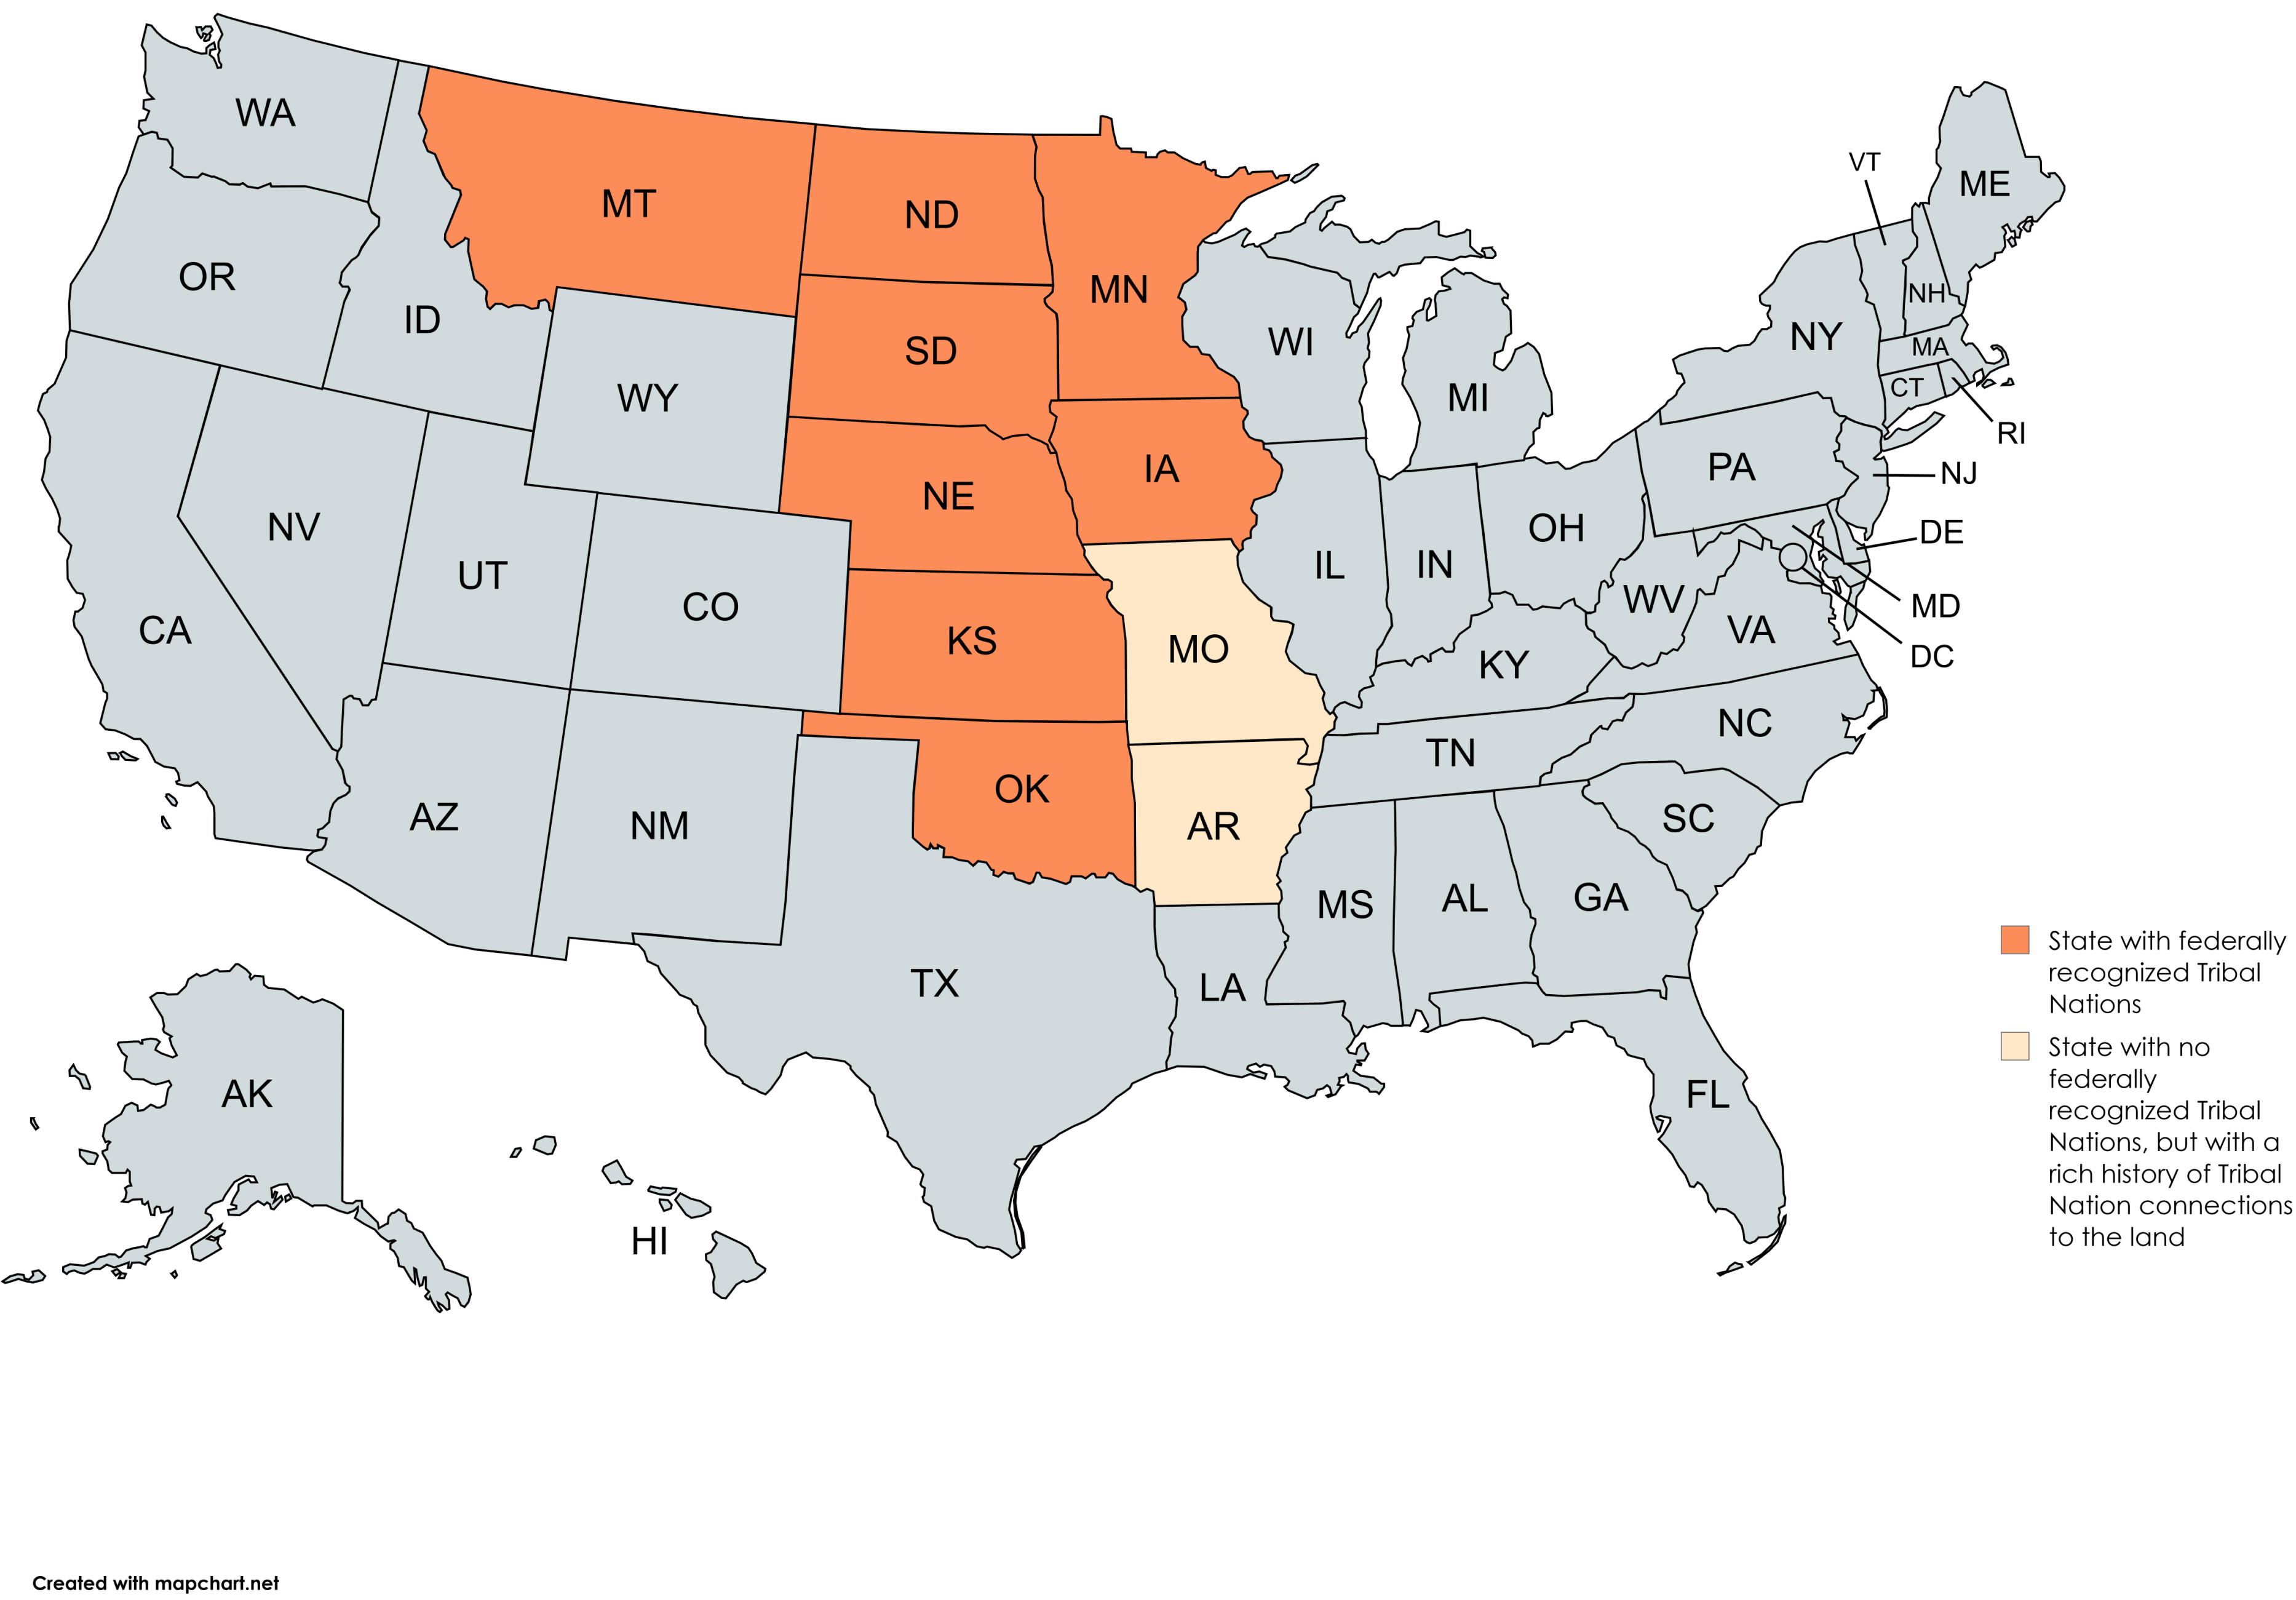 WA
MT
ND
MN
VT
ME
OR
ID
SD
WI
MI
NY
NH
MA
CT
RI
WY
IA
NE
PA
NJ
NV
UT
CO
IL
IN
OH
DE
CA
KS
MO
KY
WV
VA
MD
DC
AZ
NM
OK
AR
TN
NC
SC
TX
LA
MS
AL
GA
FL
AK
HI
State with federally
recognized Tribal
Nations
State with no
federally
recognized Tribal
Nations, but with a
rich history of Tribal
Nation connections
to the land
Created with mapchart.net